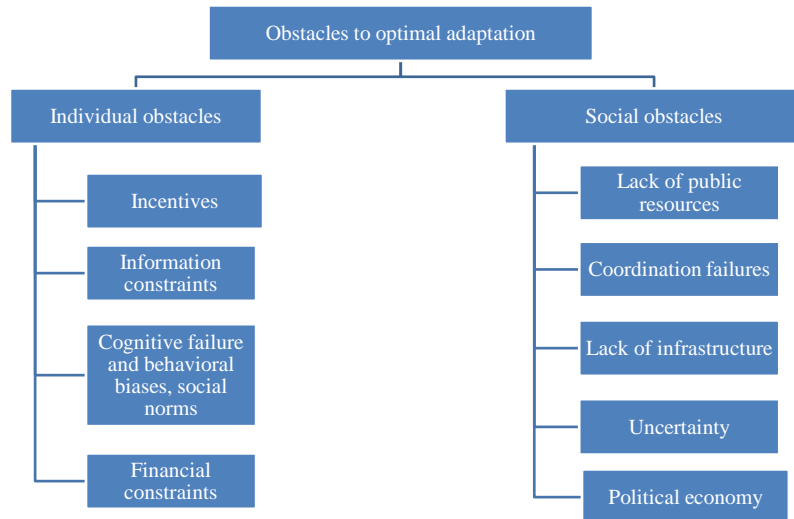 Obstacles to optimal adaptation
Individual obstacles
Incentives
Information
constraints
Cognitive failure
and behavioral
biases, social
norms
Financial
constraints
Social obstacles
Lack of public
resources
Coordination failures
Lack of infrastructure
Uncertainty
Political economy